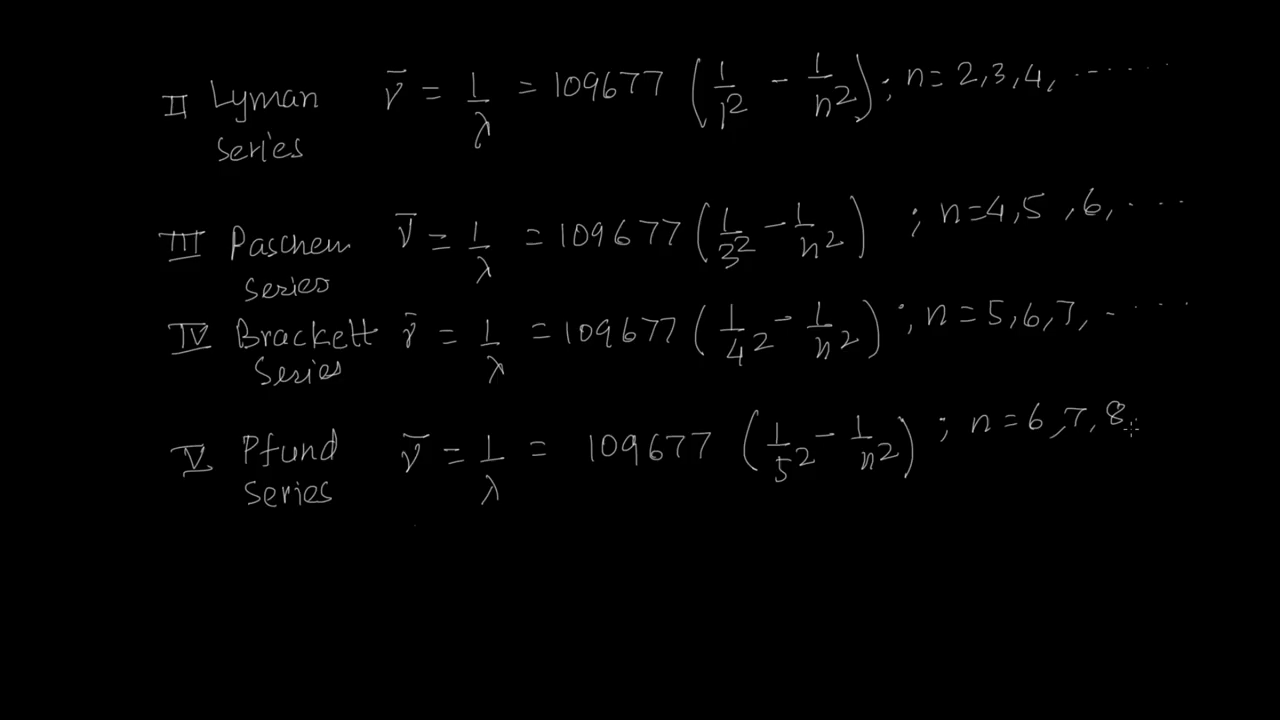 II Lyman series ν̄ = 1/λ = 109677 (1/1² − 1/n²) ; n = 2,3,4, ........
III Paschen series ν̄ = 1/λ = 109677 (1/3² − 1/n²) ; n=4,5 ,6, ....
IV Brackett Series ν̄ = 1/λ = 109677 (1/4² − 1/n²) ; n = 5,6,7, .....
V Pfund Series ν̄ = 1/λ = 109677 (1/5² − 1/n²) ; n = 6,7,8